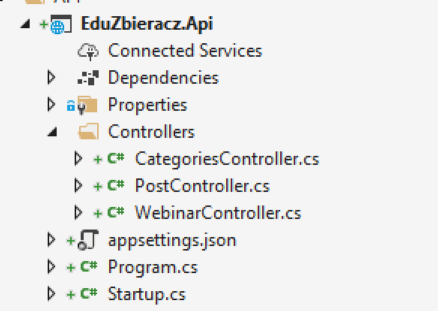 EduZbieracz.Api
Connected Services
Dependencies
Properties
Controllers
C# CategoriesController.cs
C# PostController.cs
C# WebinarController.cs
appsettings.json
C# Program.cs
C# Startup.cs